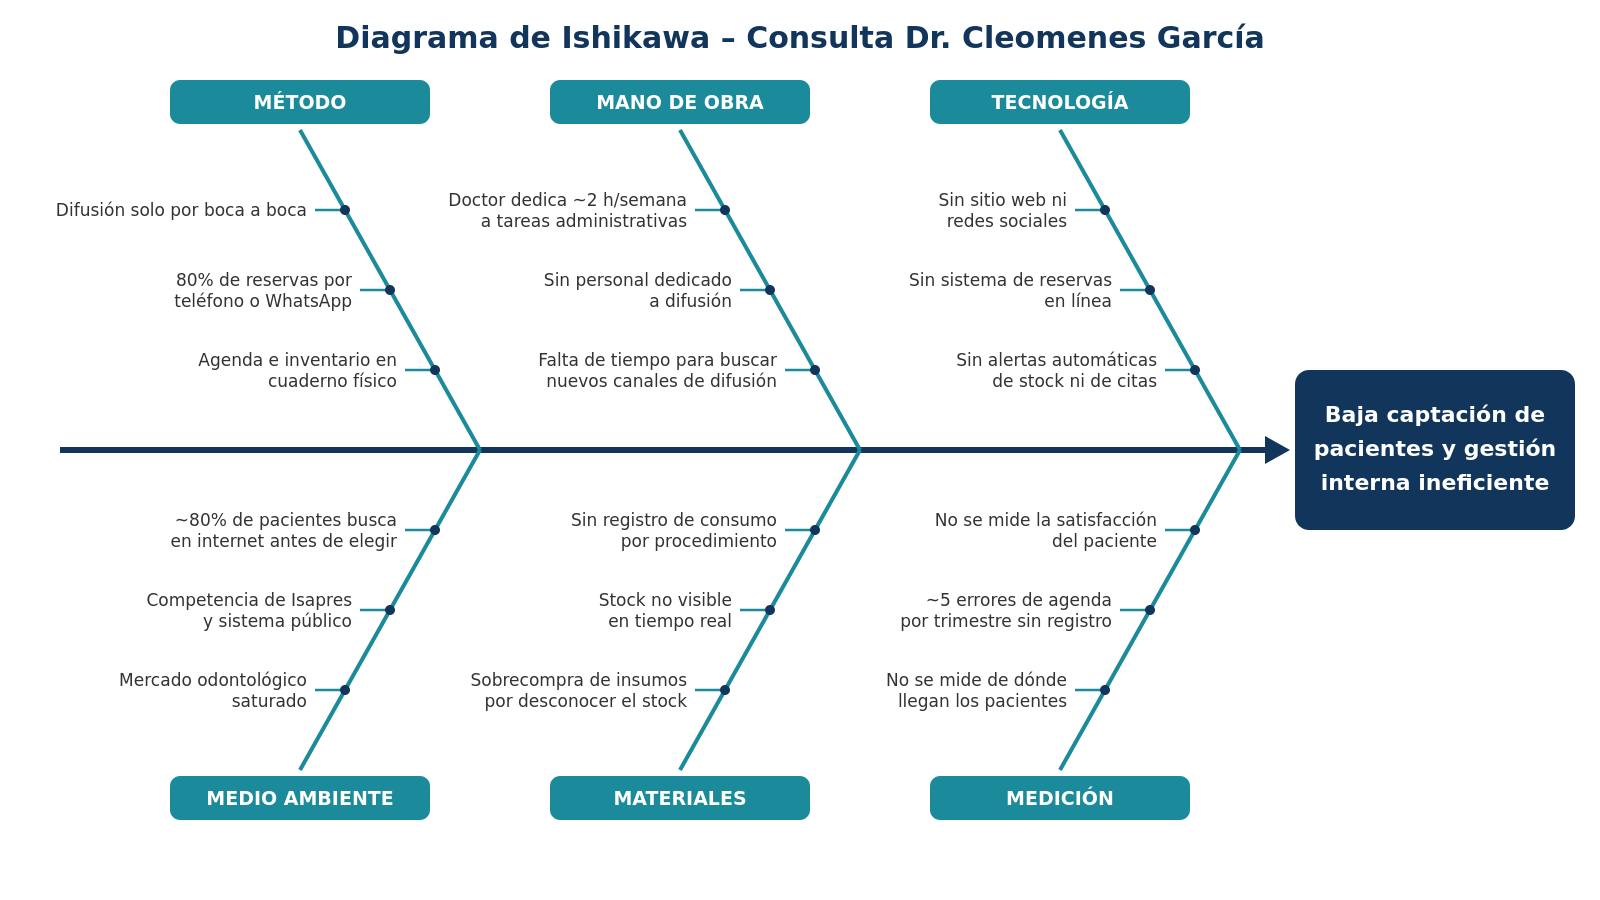 Diagrama de Ishikawa – Consulta Dr. Cleomenes García
MÉTODO
Difusión solo por boca a boca
80% de reservas por
teléfono o WhatsApp
Agenda e inventario en
cuaderno físico
MANO DE OBRA
Doctor dedica ~2 h/semana
a tareas administrativas
Sin personal dedicado
a difusión
Falta de tiempo para buscar
nuevos canales de difusión
TECNOLOGÍA
Sin sitio web ni
redes sociales
Sin sistema de reservas
en línea
Sin alertas automáticas
de stock ni de citas
Baja captación de
pacientes y gestión
interna ineficiente
~80% de pacientes busca
en internet antes de elegir
Competencia de Isapres
y sistema público
Mercado odontológico
saturado
MEDIO AMBIENTE
Sin registro de consumo
por procedimiento
Stock no visible
en tiempo real
Sobrecompra de insumos
por desconocer el stock
MATERIALES
No se mide la satisfacción
del paciente
~5 errores de agenda
por trimestre sin registro
No se mide de dónde
llegan los pacientes
MEDICIÓN